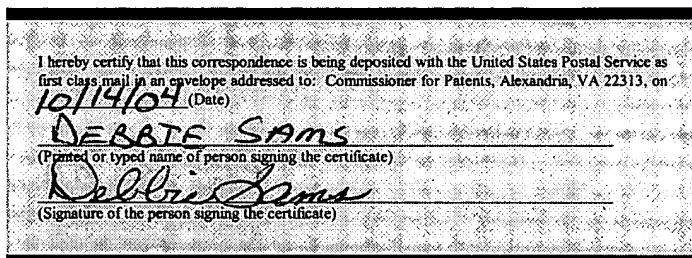 I hereby certify that this correspondence is being deposited with the United States Postal Service as
first class mail in an envelope addressed to: Commissioner for Patents, Alexandria, VA 22313, on
10/14/04 (Date)
DEBBIE SAMS
(Printed or typed name of person signing the certificate)
Debbie Sams
(Signature of the person signing the certificate)